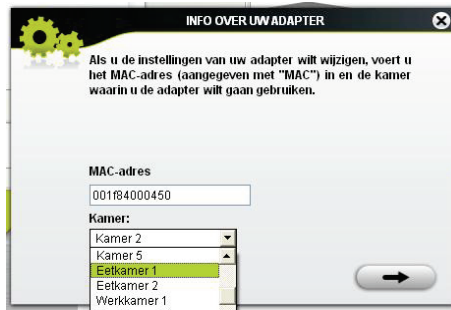 INFO OVER UW ADAPTER
Als u de instellingen van uw adapter wilt wijzigen, voert u
het MAC-adres (aangegeven met "MAC") in en de kamer
waarin u de adapter wilt gaan gebruiken.
MAC-adres
001f84000450
Kamer:
Kamer 2
Kamer 5
Eetkamer 1
Eetkamer 2
Werkkamer 1